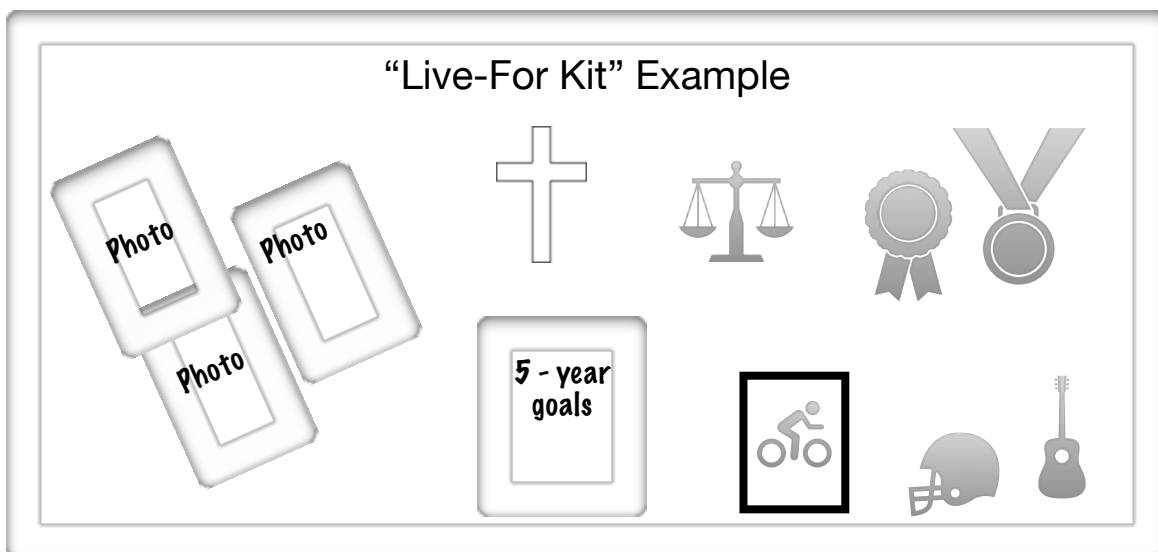 “Live-For Kit” Example
Photo
Photo
Photo
5 - year
goals